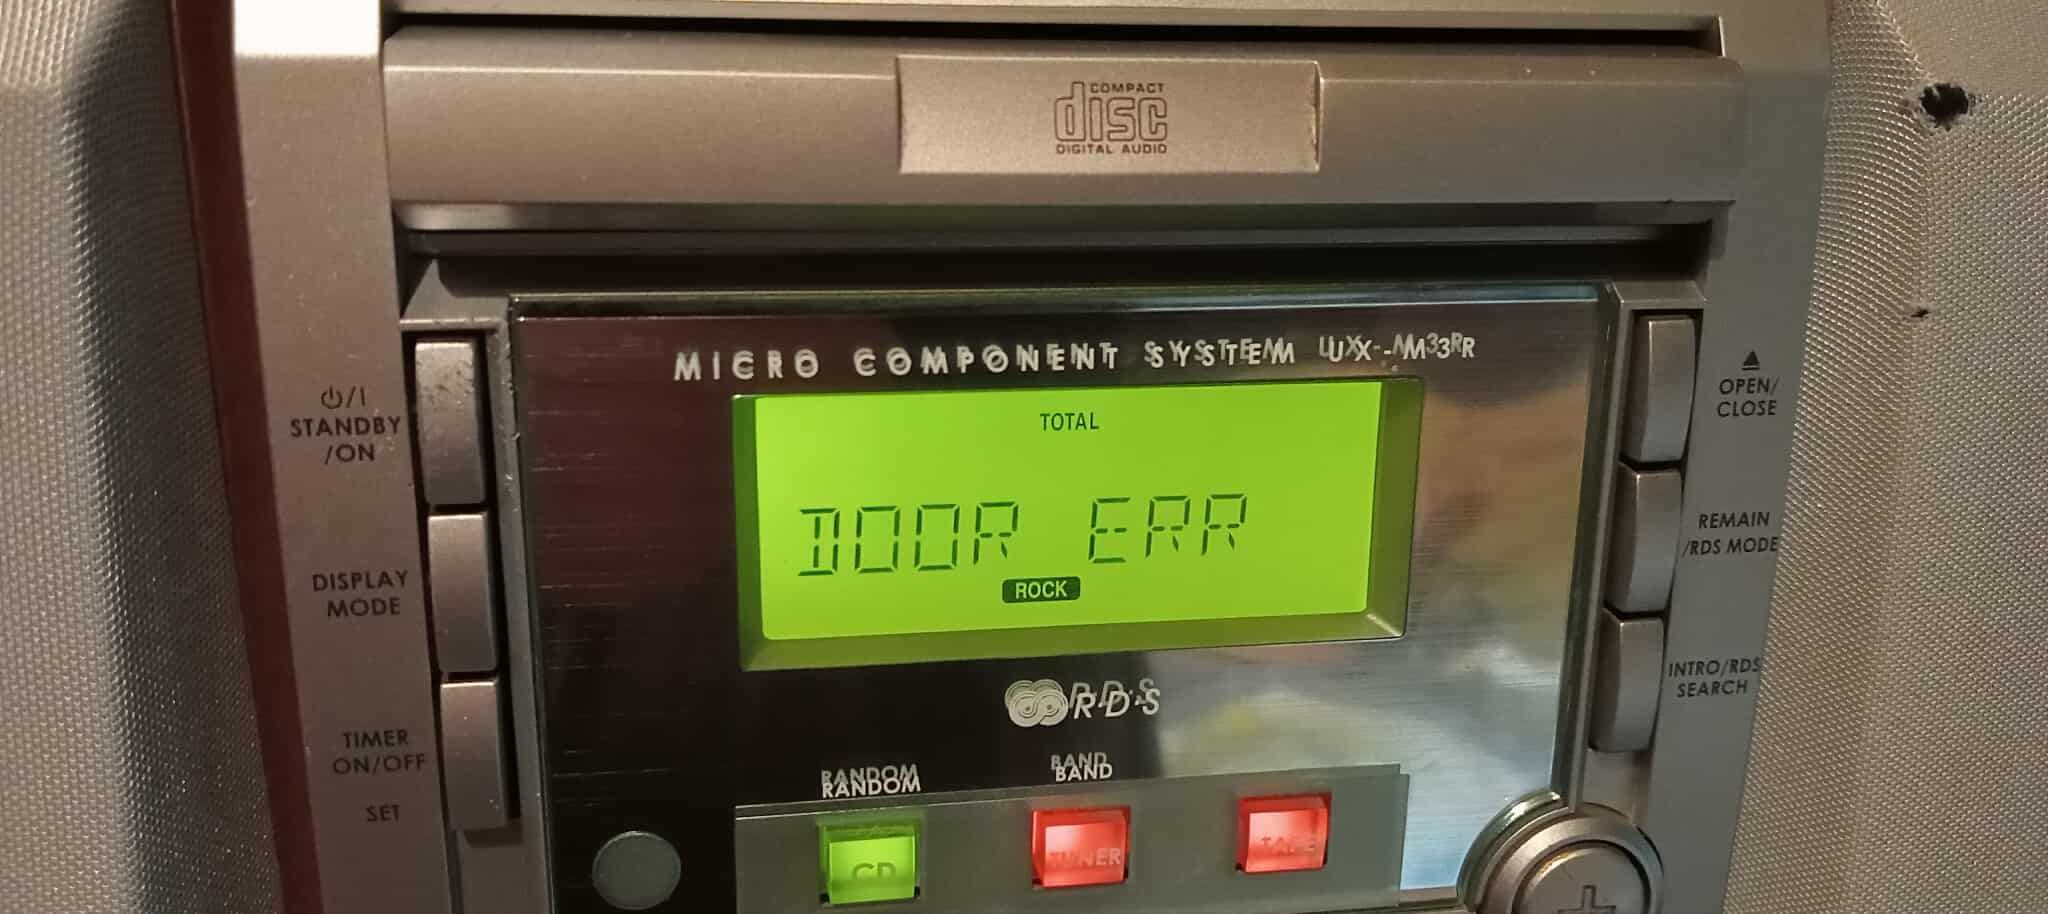 COMPACT
disc
DIGITAL AUDIO
MICRO COMPONENT SYSTEM UX-M33R
⏻/I
STANDBY
/ON
OPEN/
CLOSE
TOTAL
DOOR ERR
ROCK
DISPLAY
MODE
REMAIN
/RDS MODE
INTRO/RDS
SEARCH
R·D·S
TIMER
ON/OFF
SET
RANDOM
BAND
CD
TUNER
TAPE
+